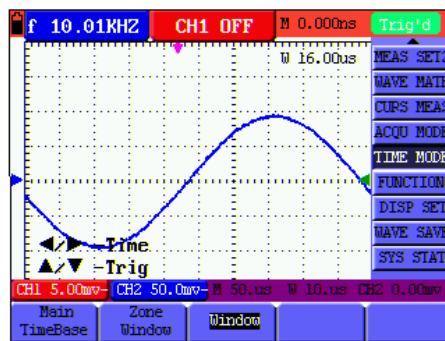 f 10.01KHZ CH1 OFF M 0.000ns Trig'd
W 16.00us
MEAS SET
WAVE MATH
CURS MEAS
ACQU MODE
TIME MODE
FUNCTION
DISP SET
WAVE SAVE
SYS STAT
◀/▶ -Time
▲/▼ -Trig
CH1 5.00mv~ CH2 50.0mv~ M 50.us W 10.us CH2 0.00mv
Main TimeBase
Zone Window
Window